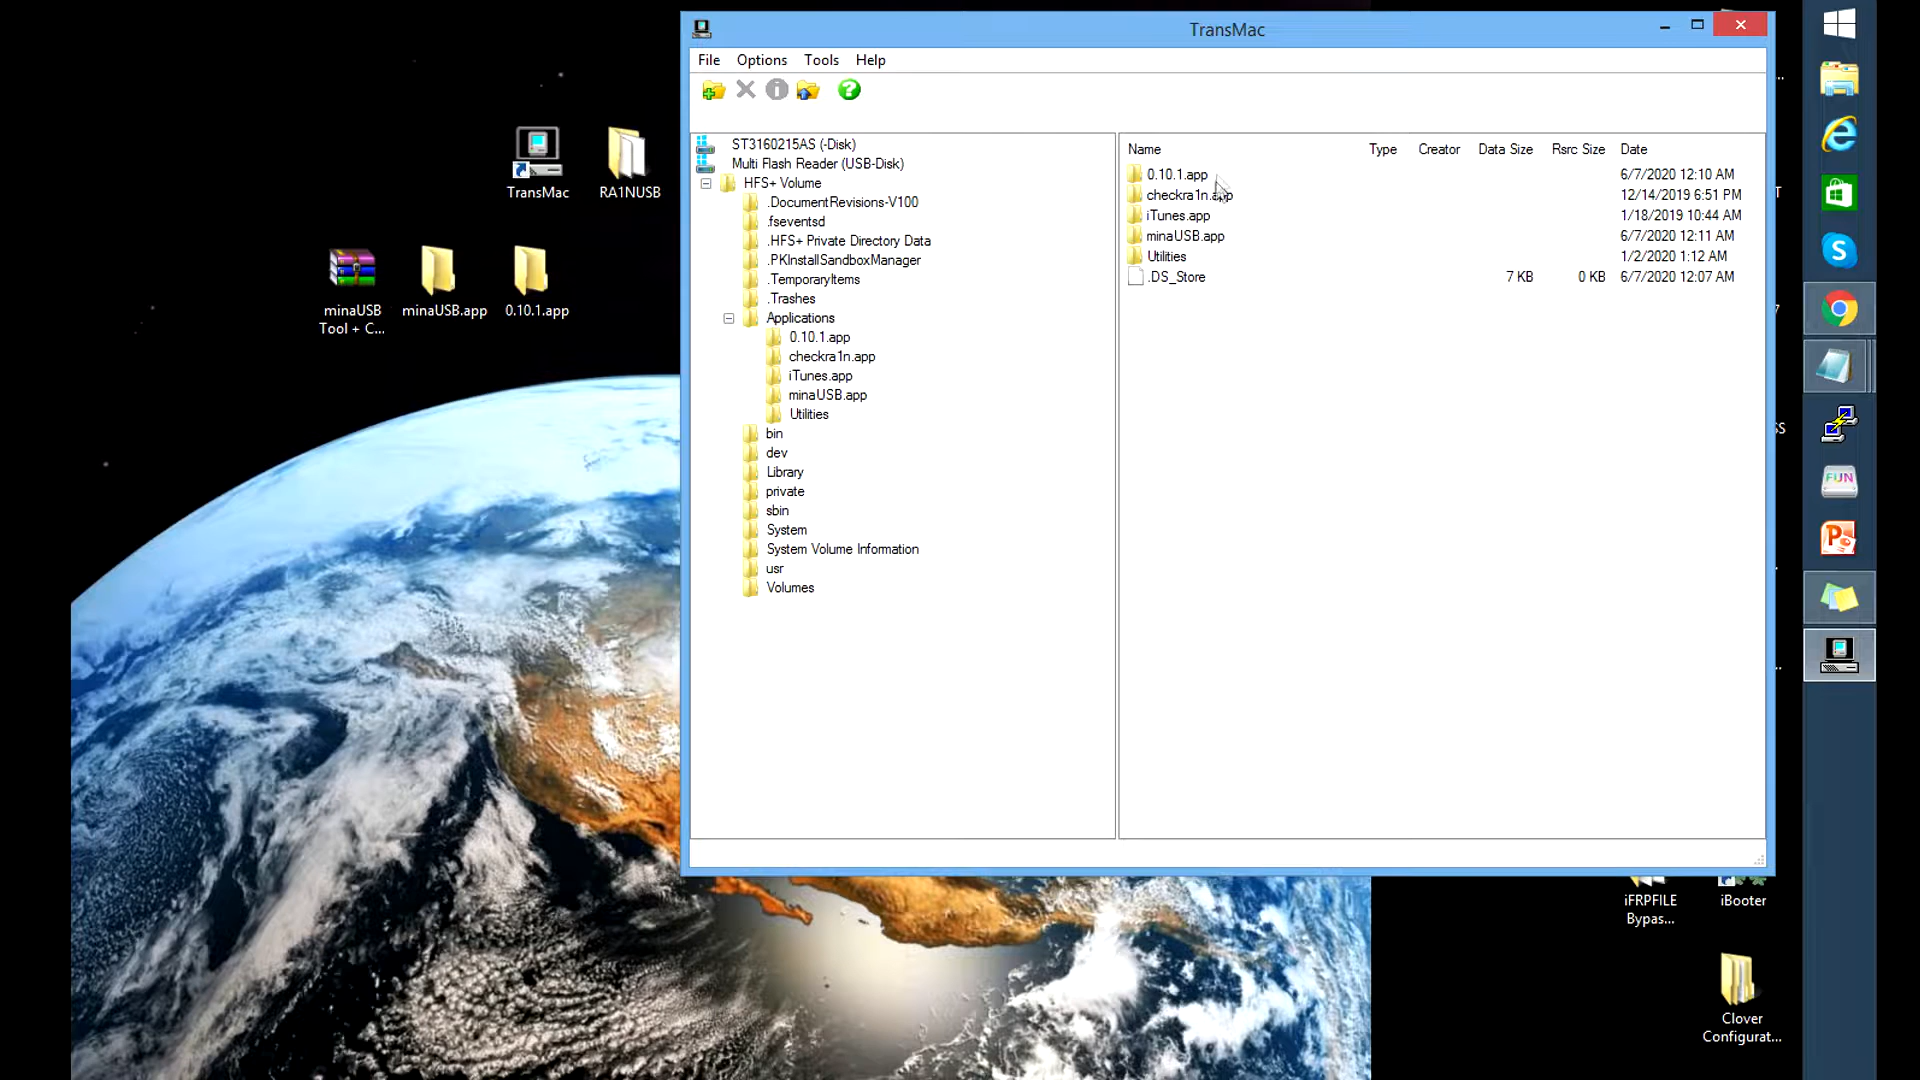 TransMac
File Options Tools Help
ST3160215AS (-Disk)
Multi Flash Reader (USB-Disk)
HFS+ Volume
.DocumentRevisions-V100
.fseventsd
.HFS+ Private Directory Data
.PKInstallSandboxManager
.TemporaryItems
.Trashes
Applications
0.10.1.app
checkra1n.app
iTunes.app
minaUSB.app
Utilities
bin
dev
Library
private
sbin
System
System Volume Information
usr
Volumes
Name Type Creator Data Size Rsrc Size Date
0.10.1.app 6/7/2020 12:10 AM
checkra1n.app 12/14/2019 6:51 PM
iTunes.app 1/18/2019 10:44 AM
minaUSB.app 6/7/2020 12:11 AM
Utilities 1/2/2020 1:12 AM
.DS_Store 7 KB 0 KB 6/7/2020 12:07 AM
TransMac
RA1NUSB
minaUSB
Tool + C...
minaUSB.app
0.10.1.app
iFRPFILE
Bypas...
iBooter
Clover
Configurat...
FUN
P